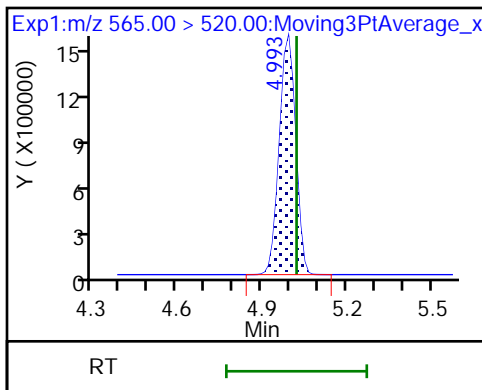 Exp1:m/z 565.00 > 520.00:Moving3PtAverage_x
15
12
9
6
3
0
Y ( X100000)
4.993
4.3 4.6 4.9 5.2 5.5
Min
RT